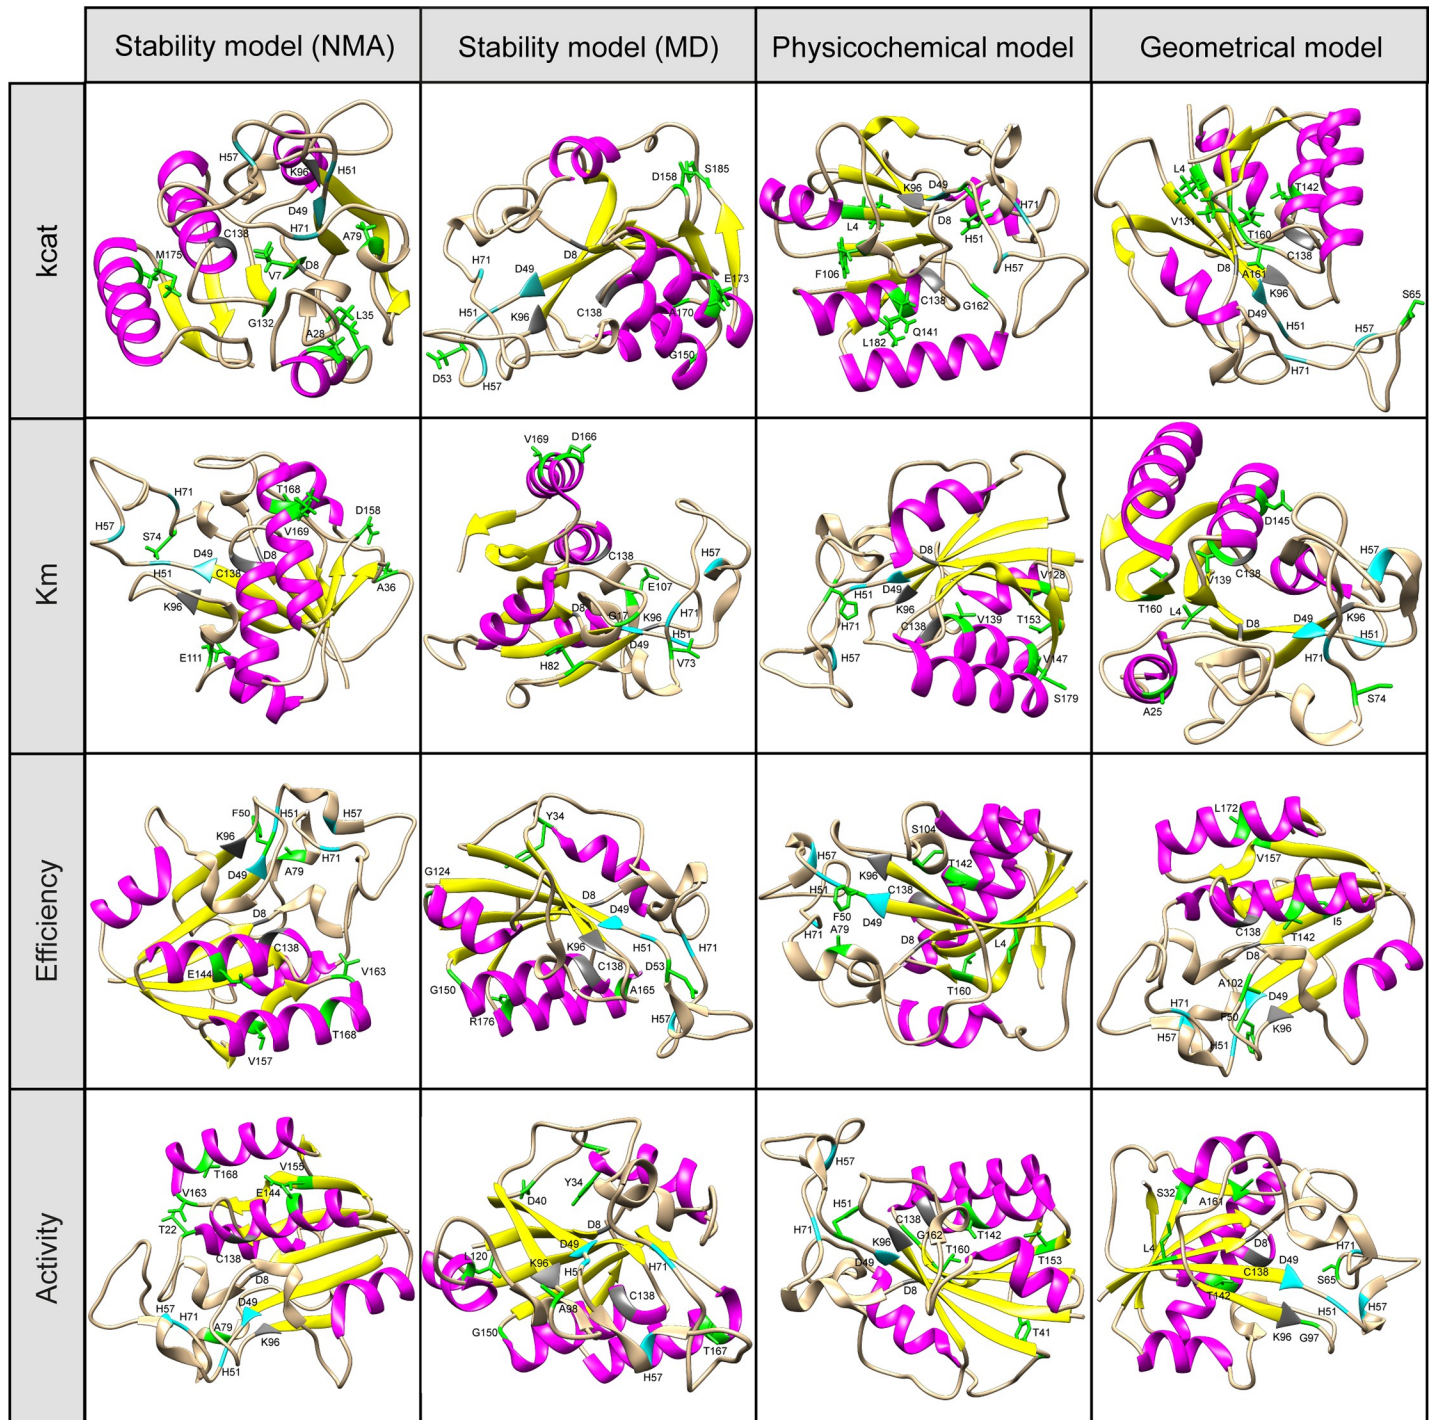 Stability model (NMA)
Stability model (MD)
Physicochemical model
Geometrical model
kcat
H57
K96
H51
D49
H71
A79
C138
M175
V7
D8
G132
A28
L35
S185
D158
D8
H71
D49
E173
H51
K96
C138
A170
G150
D53
H57
K96
D49
H71
L4
D8
H51
F106
H57
C138
G162
Q141
L182
L4
T142
V131
T160
C138
D8
A161
K96
S65
D49
H51
H57
H71
Km
H71
T168
D158
H57
S74
V169
D49
D8
H51
C138
A36
K96
E111
V169
D166
C138
H57
E107
D8
G17
K96
H71
H51
D49
H82
V73
D8
V128
H51
D49
K96
H71
C138
V139
T153
H57
V147
S179
D145
H57
V139
C138
T160
L4
K96
D8
D49
H51
H71
A25
S74
Efficiency
F50
H51
H57
K96
H71
D49
A79
D8
C138
E144
V163
T168
V157
Y34
G124
D8
D49
K96
H51
H71
C138
D53
G150
A165
R176
H57
S104
H57
T142
K96
H51
C138
F50
D49
H71
A79
D8
L4
T160
L172
V157
I5
C138
T142
D8
A102
D49
H71
F50
K96
H57
H51
Activity
T168
V155
V163
E144
T22
C138
D8
H57
D49
H71
A79
K96
H51
Y34
D40
D8
D49
L120
K96
H51
H71
A98
C138
G150
T167
H57
H57
H51
H71
C138
K96
G162
T142
D49
T160
T153
D8
T41
S32
A161
L4
D8
H71
D49
C138
S65
T142
H57
H51
K96
G97